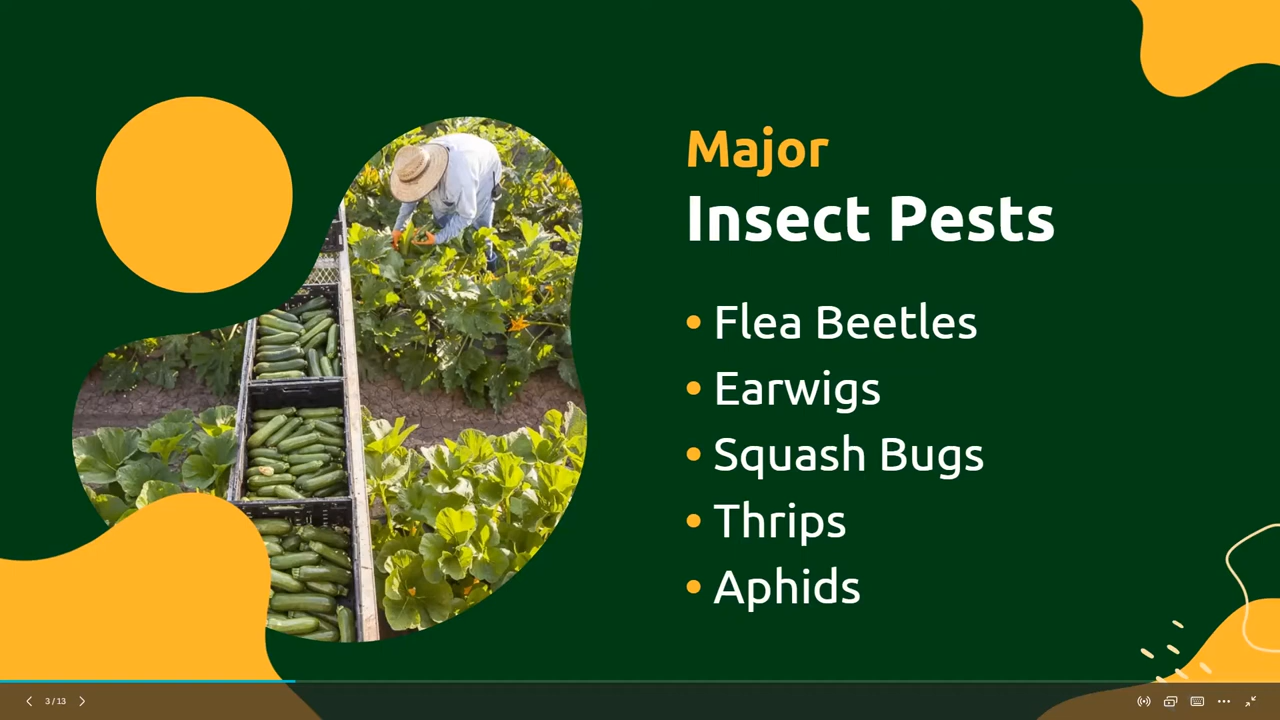 Major
Insect Pests
• Flea Beetles
• Earwigs
• Squash Bugs
• Thrips
• Aphids
3 / 13